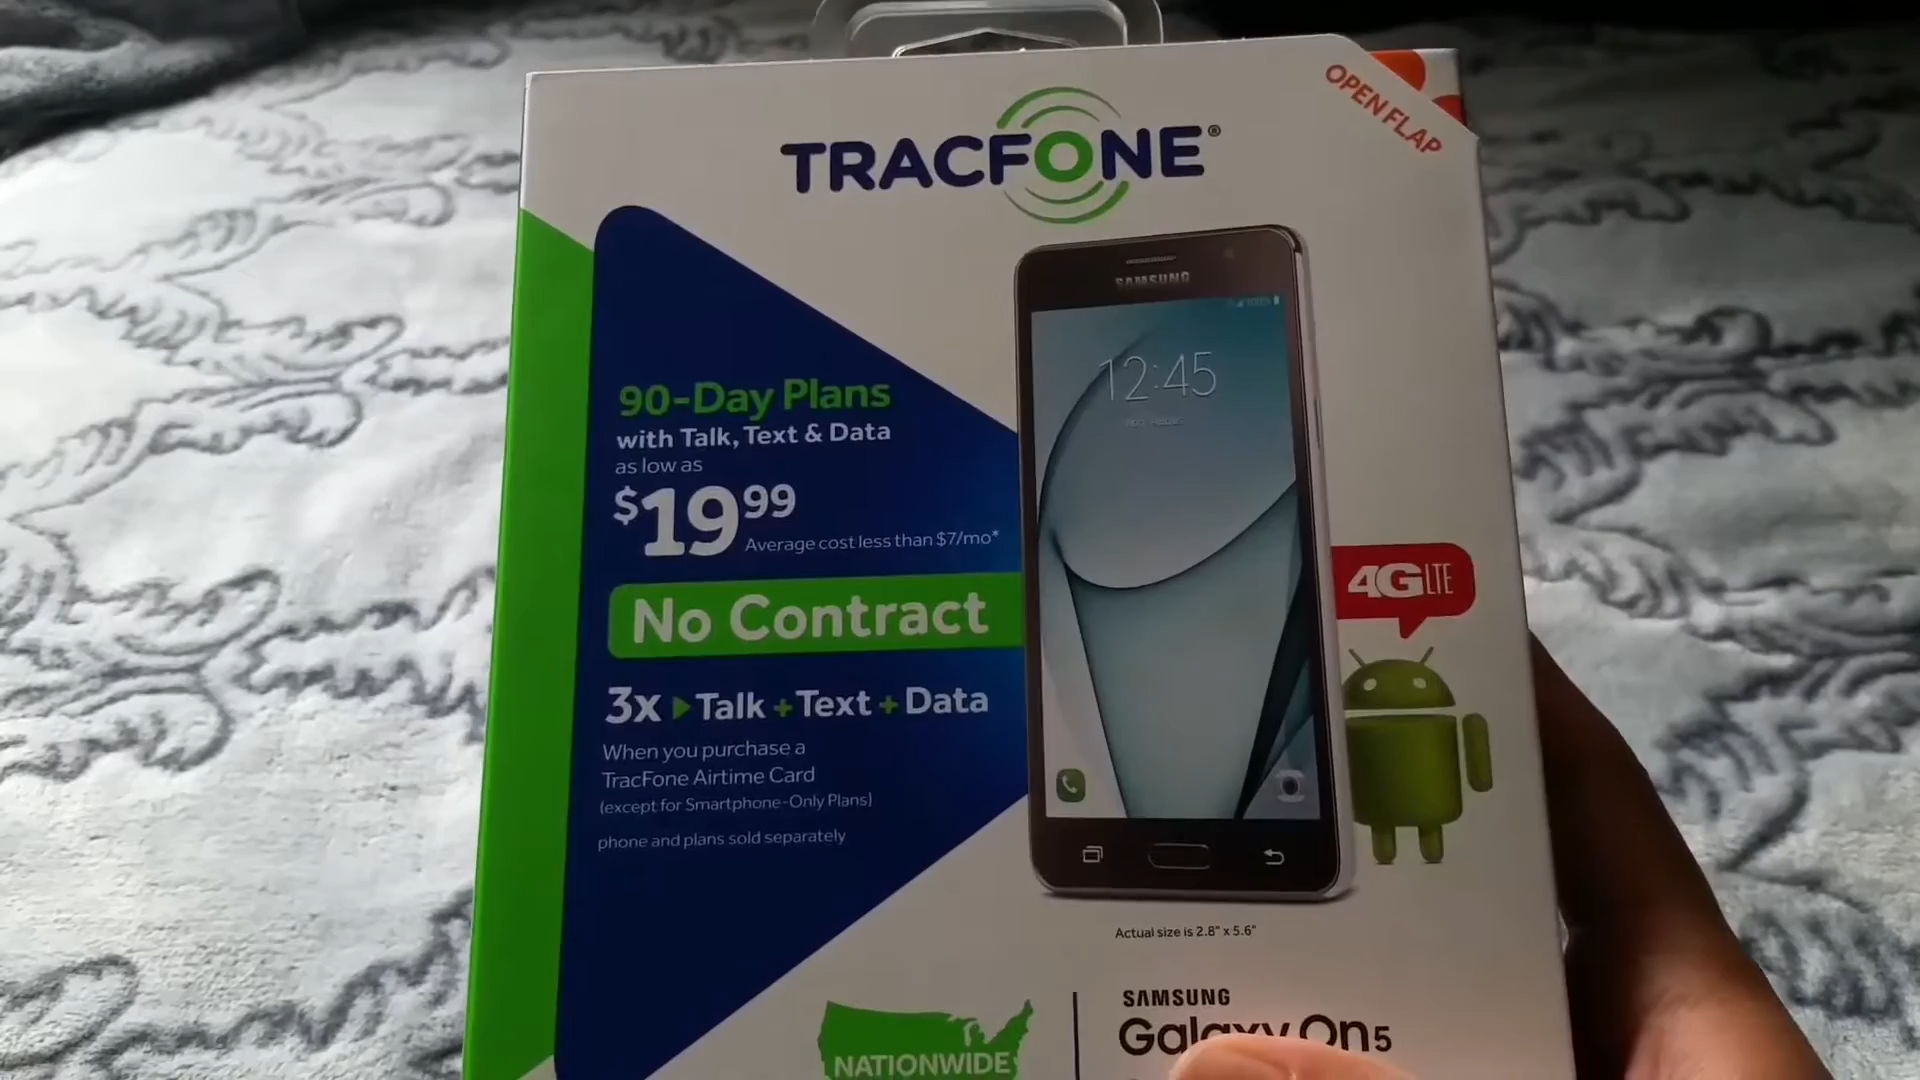 OPEN FLAP
TRACFONE®
SAMSUNG
12:45
90-Day Plans
with Talk, Text & Data
as low as
$19⁹⁹
Average cost less than $7/mo*
No Contract
4G LTE
3x ▶ Talk + Text + Data
When you purchase a
TracFone Airtime Card
(except for Smartphone-Only Plans)
phone and plans sold separately
Actual size is 2.8" x 5.6"
NATIONWIDE
SAMSUNG
Galaxy On5